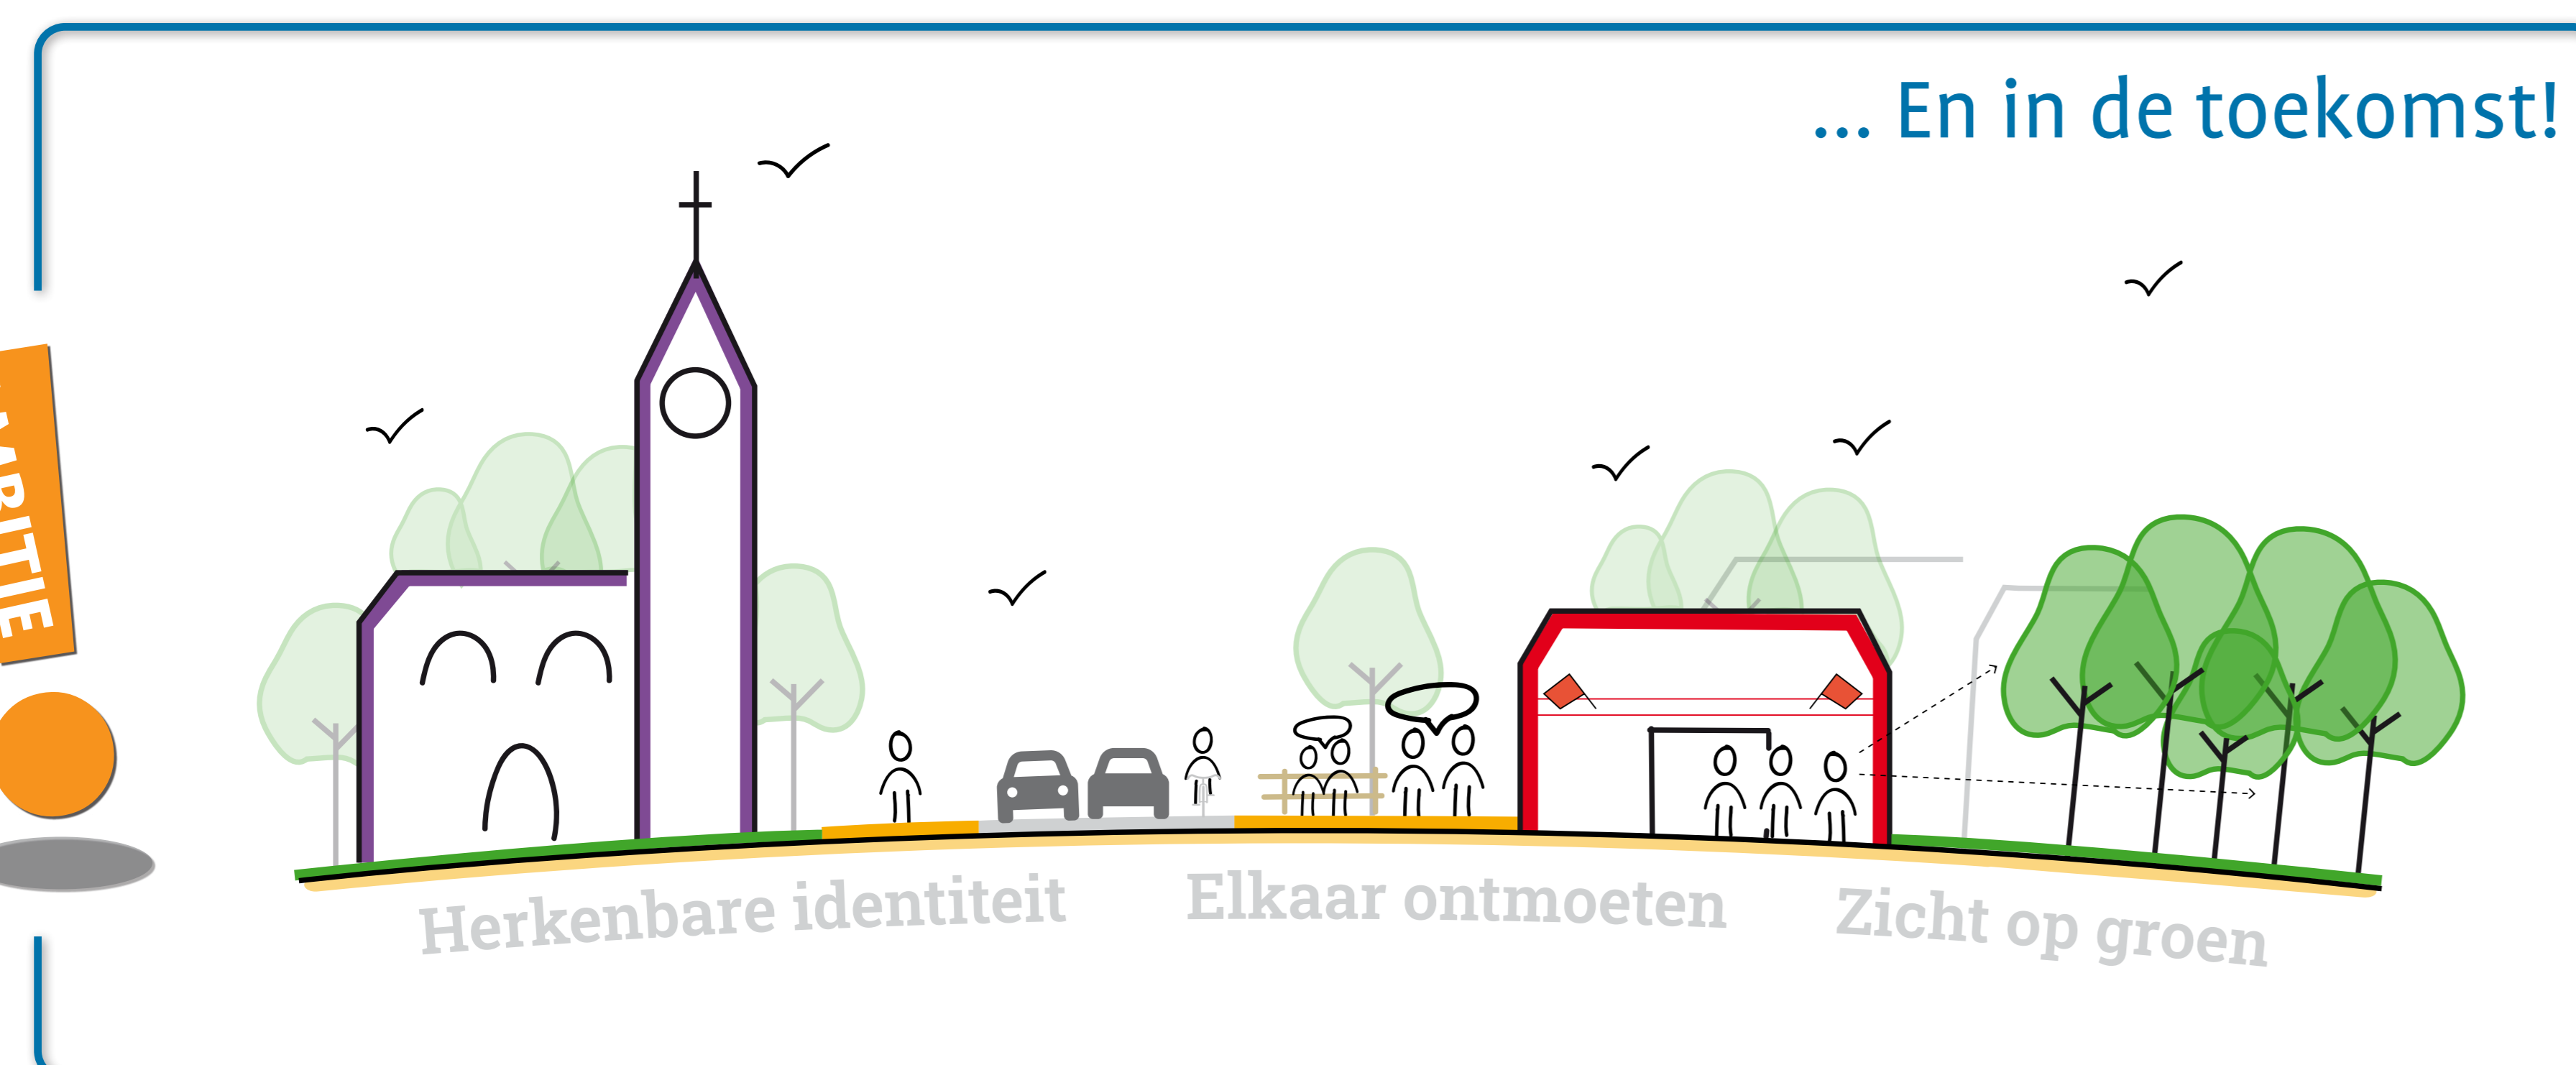 ... En in de toekomst!
Herkenbare identiteit
Elkaar ontmoeten
Zicht op groen